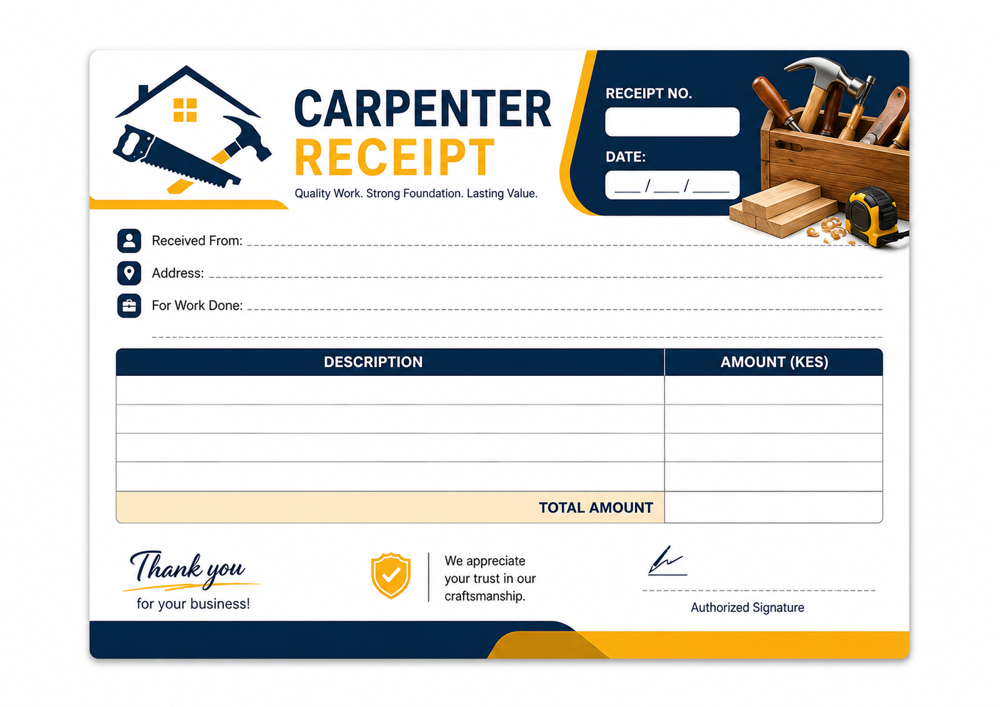 CARPENTER
RECEIPT
Quality Work. Strong Foundation. Lasting Value.
RECEIPT NO.
DATE:
___ / ___ / _____
Received From:
Address:
For Work Done:
DESCRIPTION AMOUNT (KES)
TOTAL AMOUNT
Thank you
for your business!
We appreciate
your trust in our
craftsmanship.
Authorized Signature